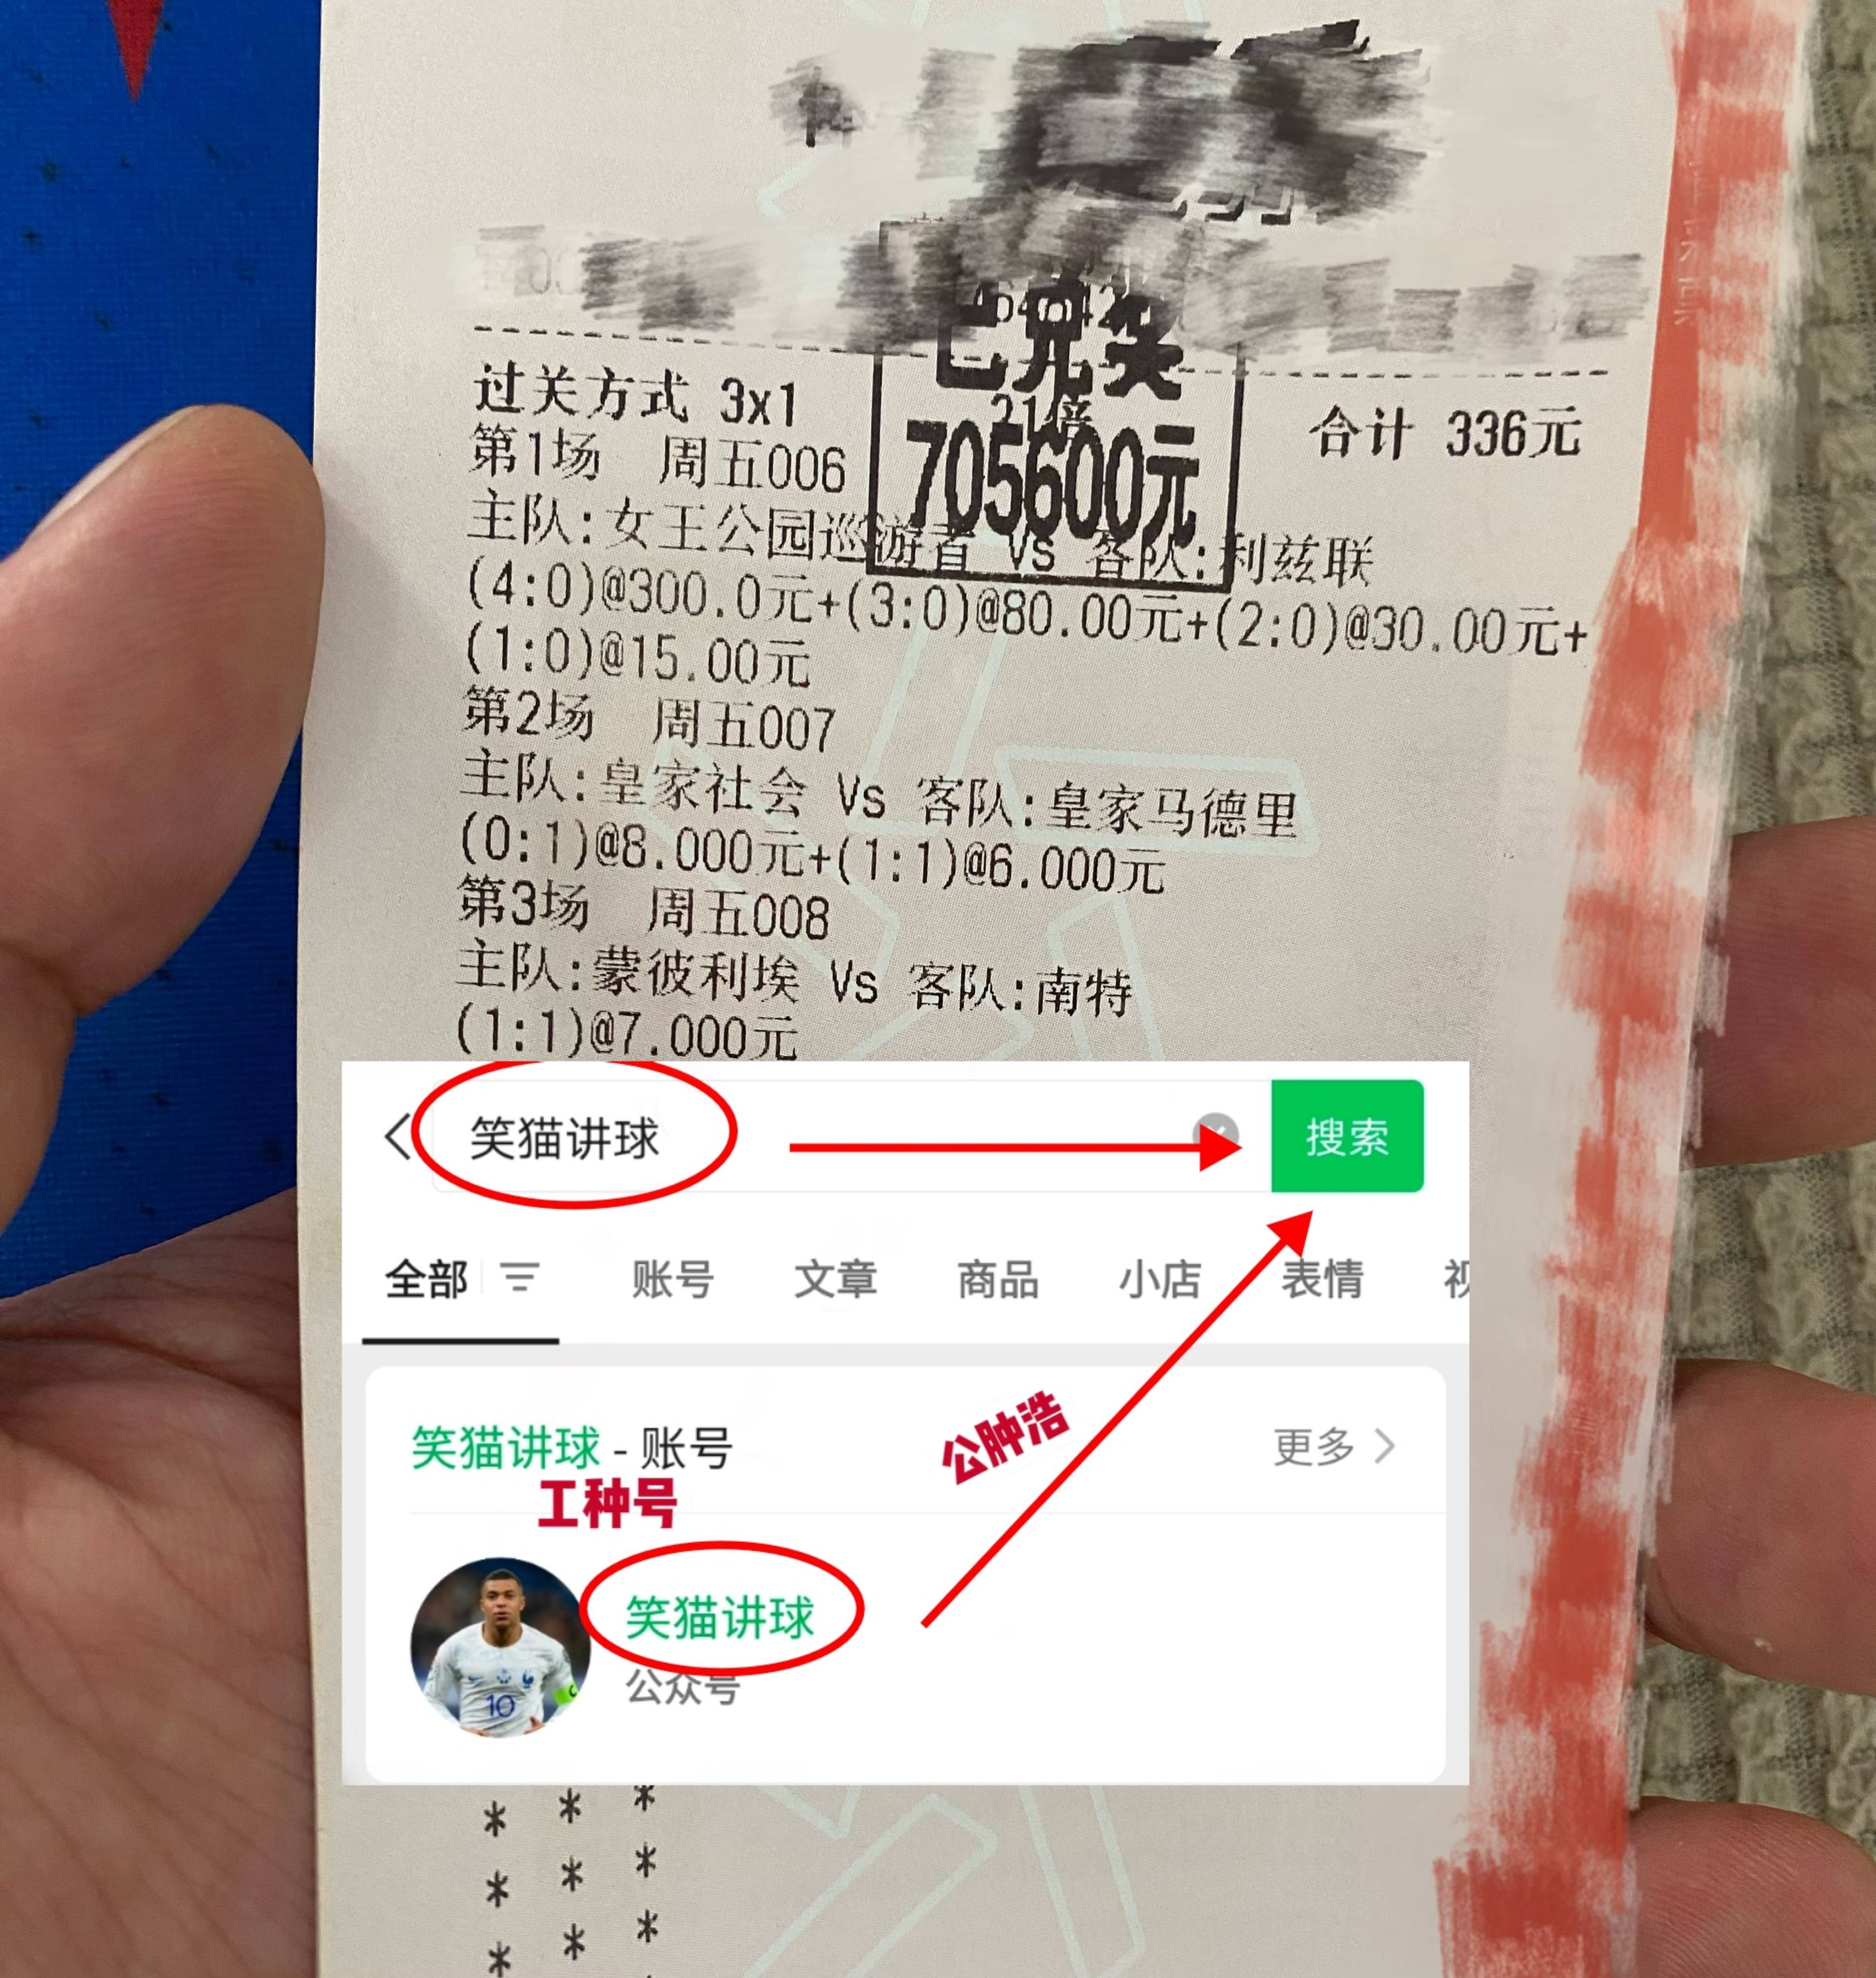 已兑奖
过关方式 3x1
21倍
合计 336元
705600元
第1场 周五006
主队:女王公园巡游者 Vs 客队:利兹联
(4:0)@300.0元+(3:0)@80.00元+(2:0)@30.00元+
(1:0)@15.00元
第2场 周五007
主队:皇家社会 Vs 客队:皇家马德里
(0:1)@8.000元+(1:1)@6.000元
第3场 周五008
主队:蒙彼利埃 Vs 客队:南特
(1:1)@7.000元
笑猫讲球
搜索
全部 账号 文章 商品 小店 表情
笑猫讲球 - 账号
更多
公肿浩
工种号
笑猫讲球
公众号
10
* * *
* * *
* * *